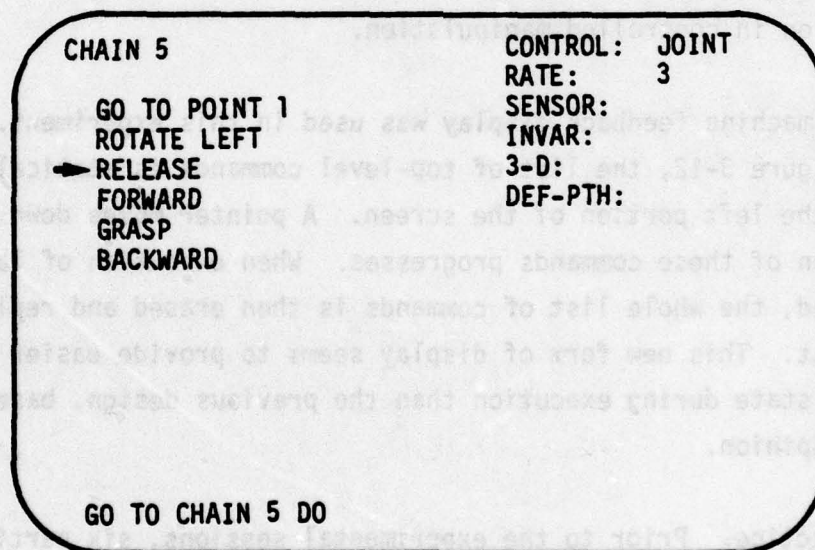 CHAIN 5
GO TO POINT 1
ROTATE LEFT
RELEASE
FORWARD
GRASP
BACKWARD
CONTROL: JOINT
RATE: 3
SENSOR:
INVAR:
3-D:
DEF-PTH:
GO TO CHAIN 5 DO